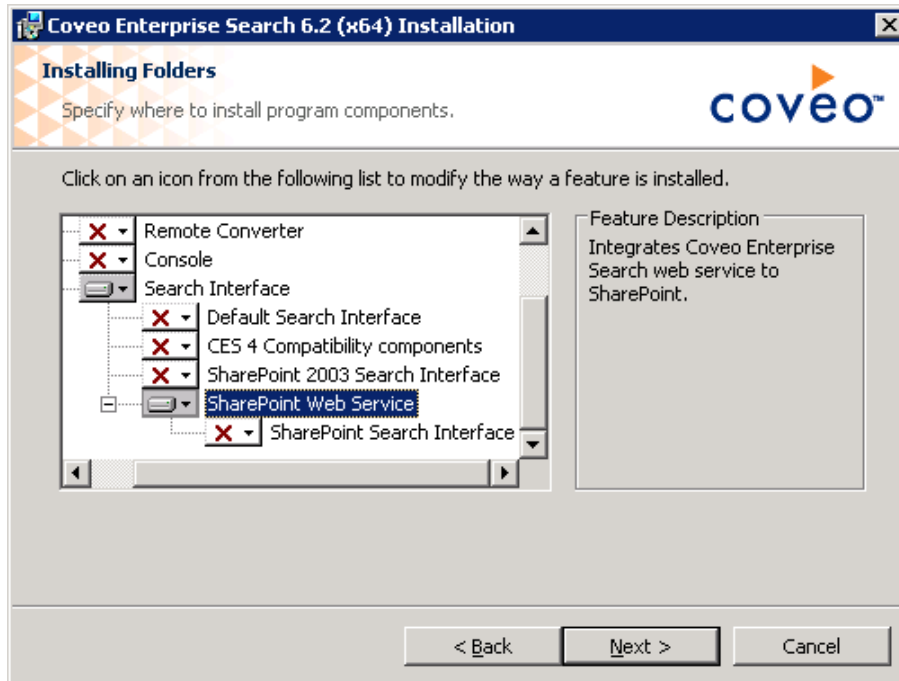 Coveo Enterprise Search 6.2 (x64) Installation
Installing Folders
Specify where to install program components.
coveo™
Click on an icon from the following list to modify the way a feature is installed.
Remote Converter
Console
Search Interface
Default Search Interface
CES 4 Compatibility components
SharePoint 2003 Search Interface
SharePoint Web Service
SharePoint Search Interface
Feature Description
Integrates Coveo Enterprise
Search web service to
SharePoint.
< Back
Next >
Cancel